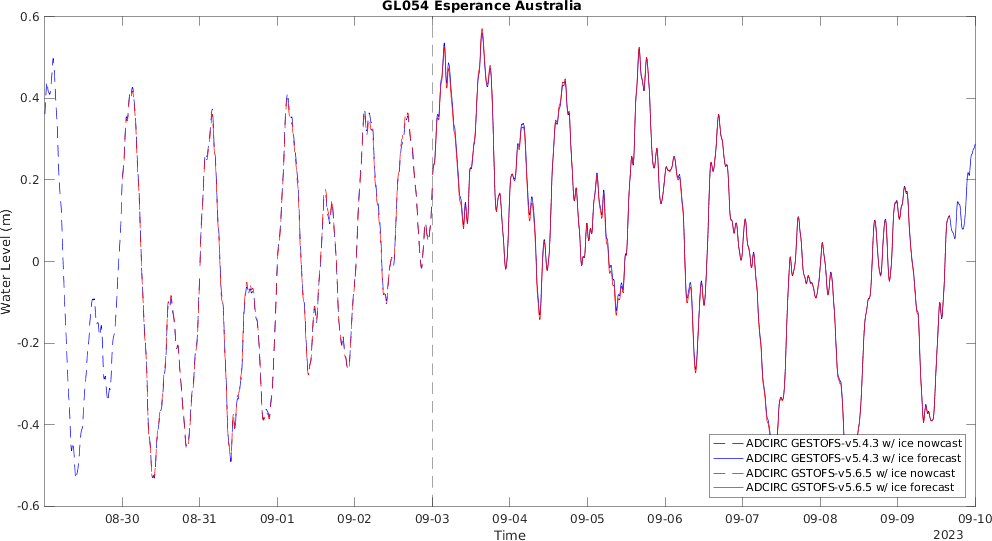 GL054 Esperance Australia
0.6
0.4
0.2
0
-0.2
-0.4
-0.6
Water Level (m)
08-30 08-31 09-01 09-02 09-03 09-04 09-05 09-06 09-07 09-08 09-09 09-10
Time
2023
ADCIRC GESTOFS-v5.4.3 w/ ice nowcast
ADCIRC GESTOFS-v5.4.3 w/ ice forecast
ADCIRC GSTOFS-v5.6.5 w/ ice nowcast
ADCIRC GSTOFS-v5.6.5 w/ ice forecast